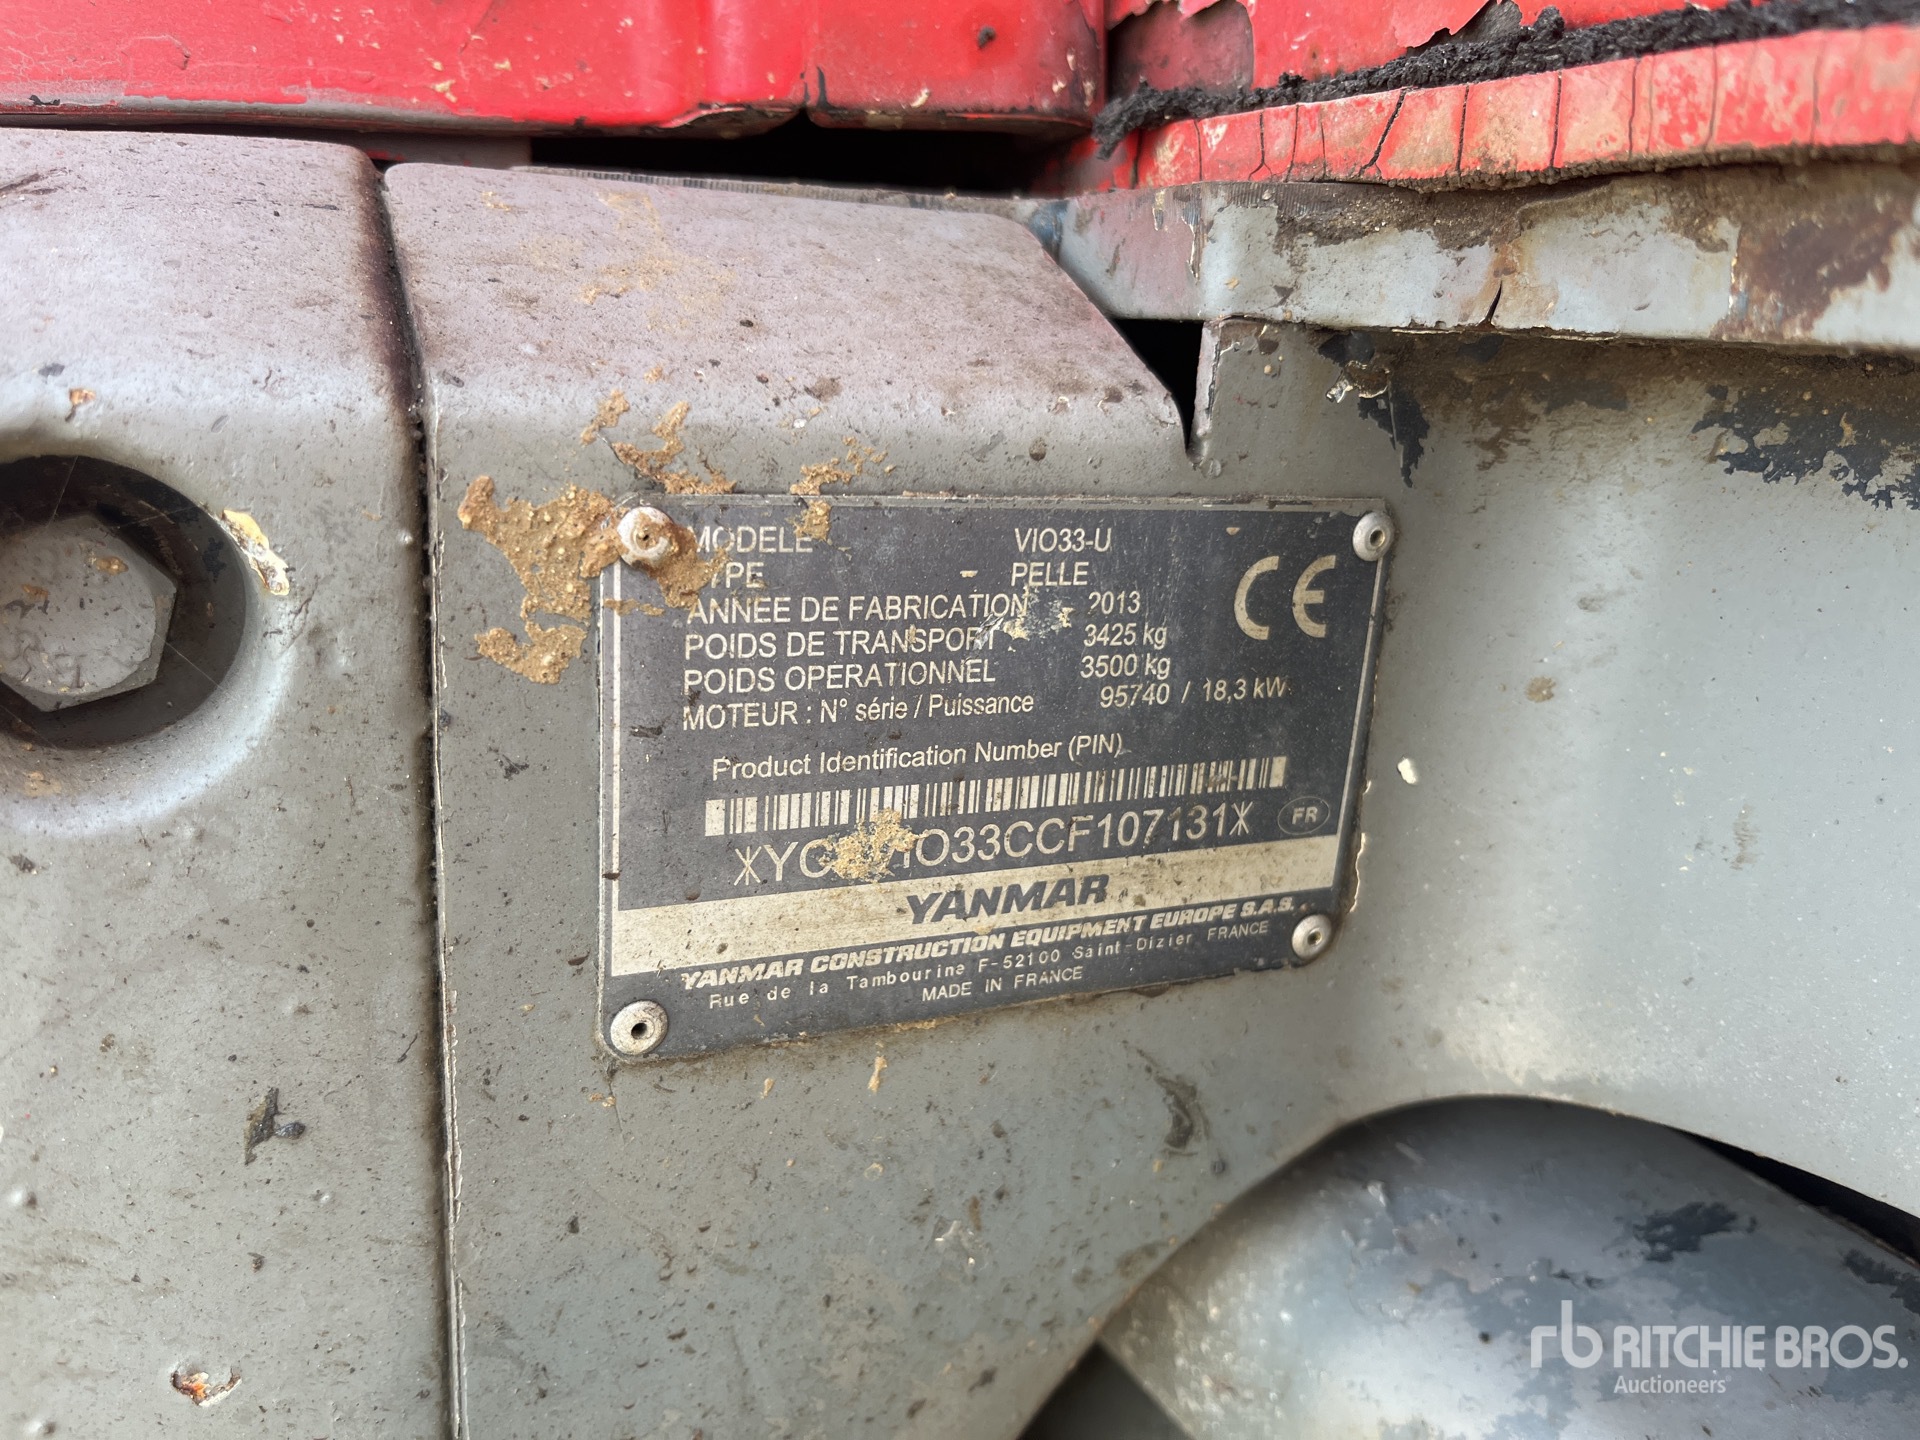 MODELE VIO33-U
TYPE PELLE
ANNEE DE FABRICATION 2013
POIDS DE TRANSPORT 3425 kg
POIDS OPERATIONNEL 3500 kg
MOTEUR : N° série / Puissance 95740 / 18,3 kW
CE
Product Identification Number (PIN)
FR
YANMAR
YANMAR CONSTRUCTION EQUIPMENT EUROPE S.A.S.
Rue de la Tambourine F-52100 Saint-Dizier FRANCE
MADE IN FRANCE
rb RITCHIE BROS.
Auctioneers